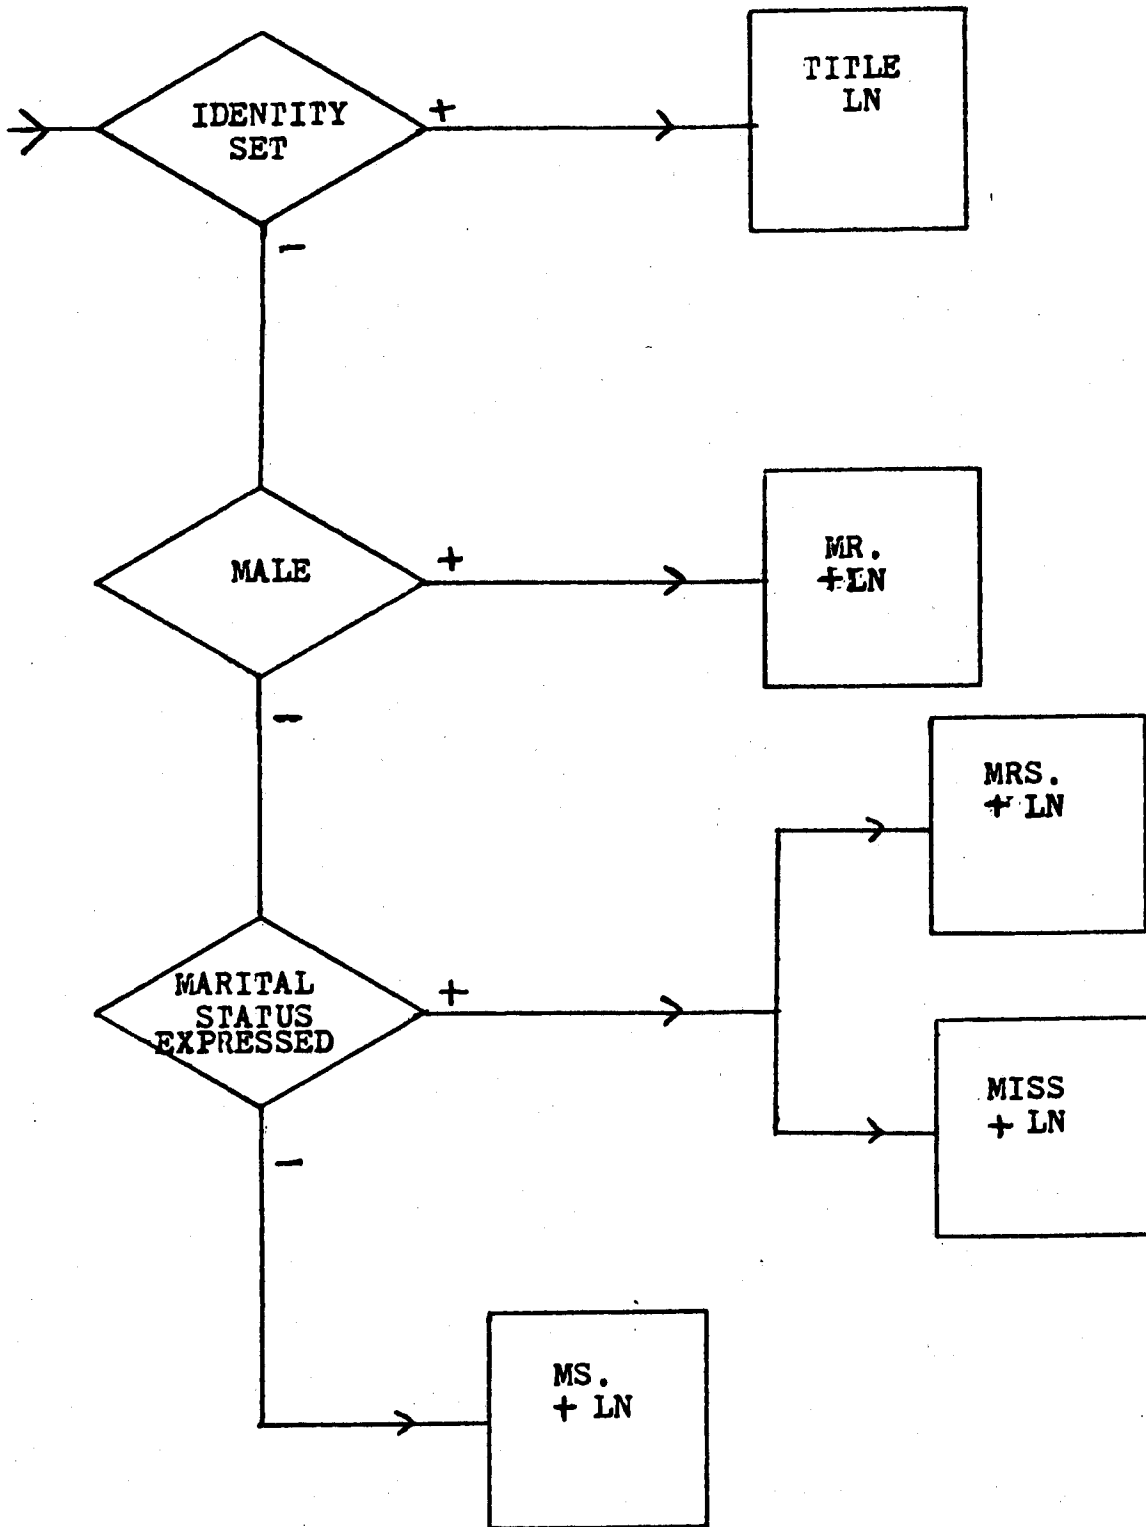 IDENTITY
SET
+
TITLE
LN
-
MALE
+
MR.
+LN
-
MRS.
+ LN
MARITAL
STATUS
EXPRESSED
+
MISS
+ LN
-
MS.
+ LN